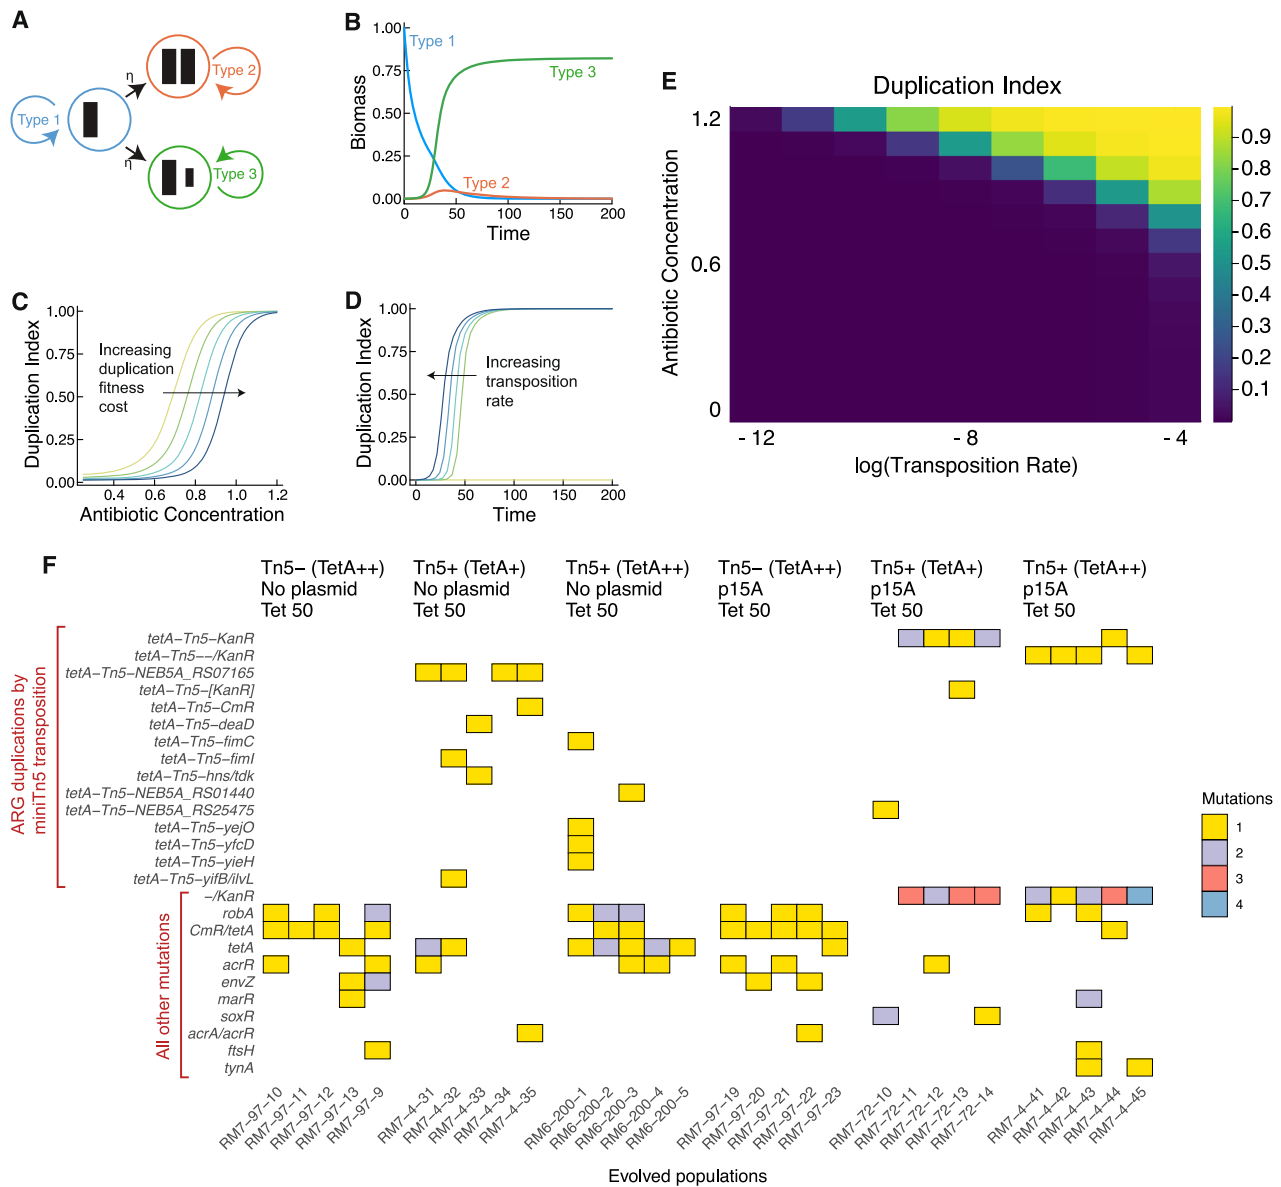 A
Type 1
η
η
Type 2
Type 3
B
Biomass
1.00
0.75
0.50
0.25
0.00
Type 1
Type 3
Type 2
0
50
100
150
200
Time
C
Duplication Index
1.00
0.75
0.50
0.25
0.00
Increasing
duplication
fitness
cost
0.4
0.6
0.8
1.0
1.2
Antibiotic Concentration
D
Duplication Index
1.00
0.75
0.50
0.25
0.00
Increasing
transposition
rate
0
50
100
150
200
Time
E
Duplication Index
Antibiotic Concentration
1.2
0.6
0
- 12
- 8
- 4
log(Transposition Rate)
0.9
0.8
0.7
0.6
0.5
0.4
0.3
0.2
0.1
F
Tn5− (TetA++)
No plasmid
Tet 50
Tn5+ (TetA+)
No plasmid
Tet 50
Tn5+ (TetA++)
No plasmid
Tet 50
Tn5− (TetA++)
p15A
Tet 50
Tn5+ (TetA+)
p15A
Tet 50
Tn5+ (TetA++)
p15A
Tet 50
ARG duplications by
miniTn5 transposition
tetA−Tn5−KanR
tetA−Tn5−−/KanR
tetA−Tn5−NEB5A_RS07165
tetA−Tn5−[KanR]
tetA−Tn5−CmR
tetA−Tn5−deaD
tetA−Tn5−fimC
tetA−Tn5−fimI
tetA−Tn5−hns/tdk
tetA−Tn5−NEB5A_RS01440
tetA−Tn5−NEB5A_RS25475
tetA−Tn5−yejO
tetA−Tn5−yfcD
tetA−Tn5−yieH
tetA−Tn5−yifB/ilvL
All other mutations
−/KanR
robA
CmR/tetA
tetA
acrR
envZ
marR
soxR
acrA/acrR
ftsH
tynA
Mutations
1
2
3
4
RM7−97−10
RM7−97−11
RM7−97−12
RM7−97−13
RM7−97−9
RM7−4−31
RM7−4−32
RM7−4−33
RM7−4−34
RM7−4−35
RM6−200−1
RM6−200−2
RM6−200−3
RM6−200−4
RM6−200−5
RM7−97−19
RM7−97−20
RM7−97−21
RM7−97−22
RM7−97−23
RM7−72−10
RM7−72−11
RM7−72−12
RM7−72−13
RM7−72−14
RM7−4−41
RM7−4−42
RM7−4−43
RM7−4−44
RM7−4−45
Evolved populations